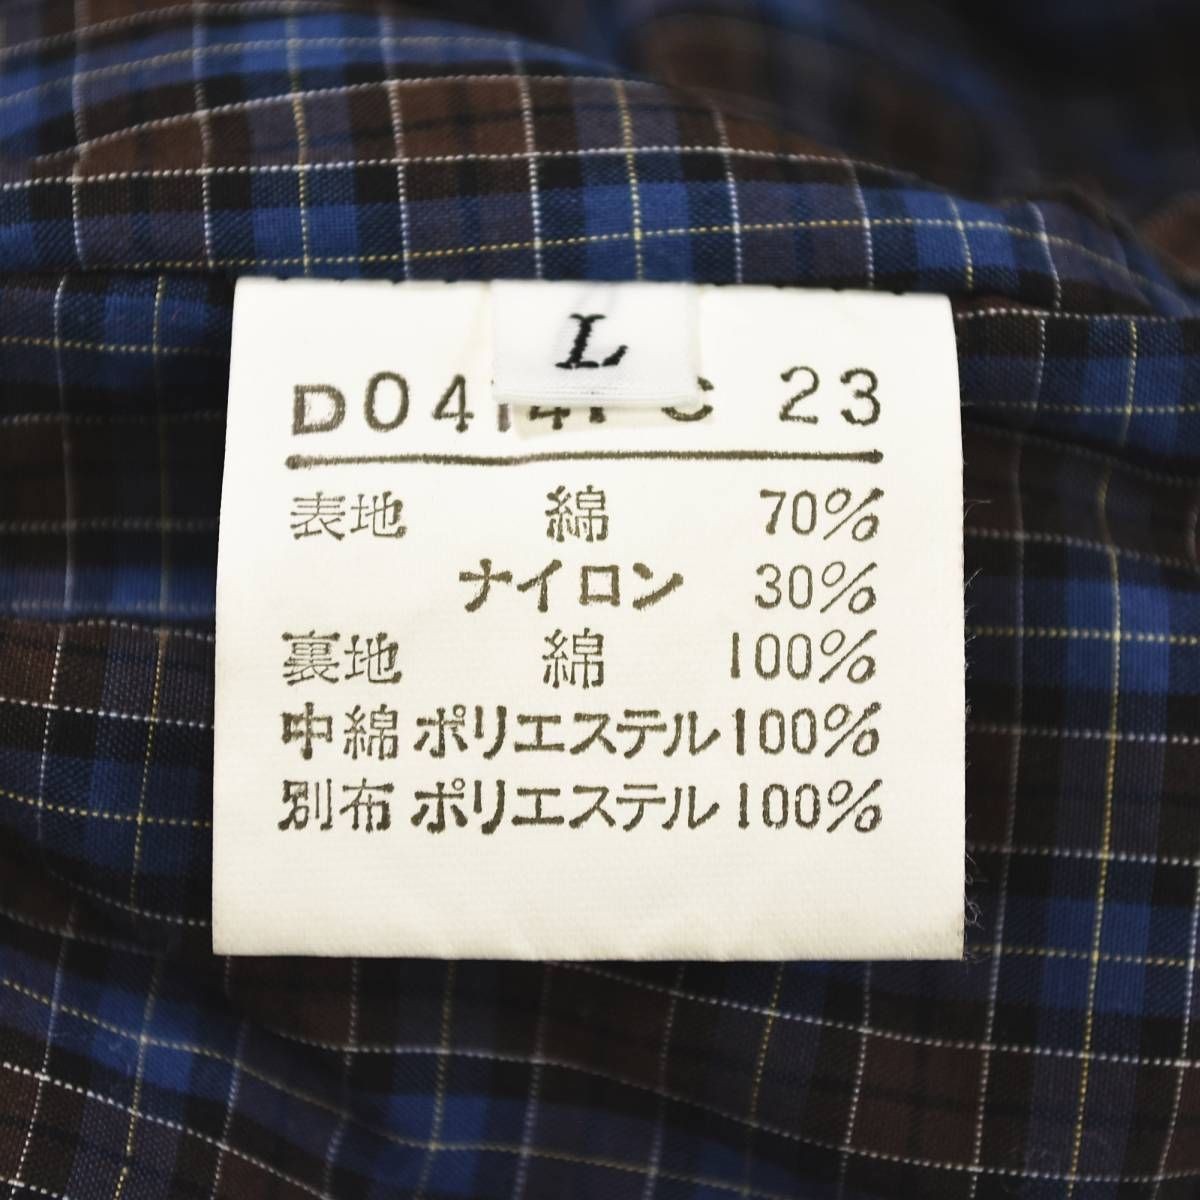 L
23
表地 綿 70%
ナイロン 30%
裏地 綿 100%
中綿 ポリエステル 100%
別布 ポリエステル 100%